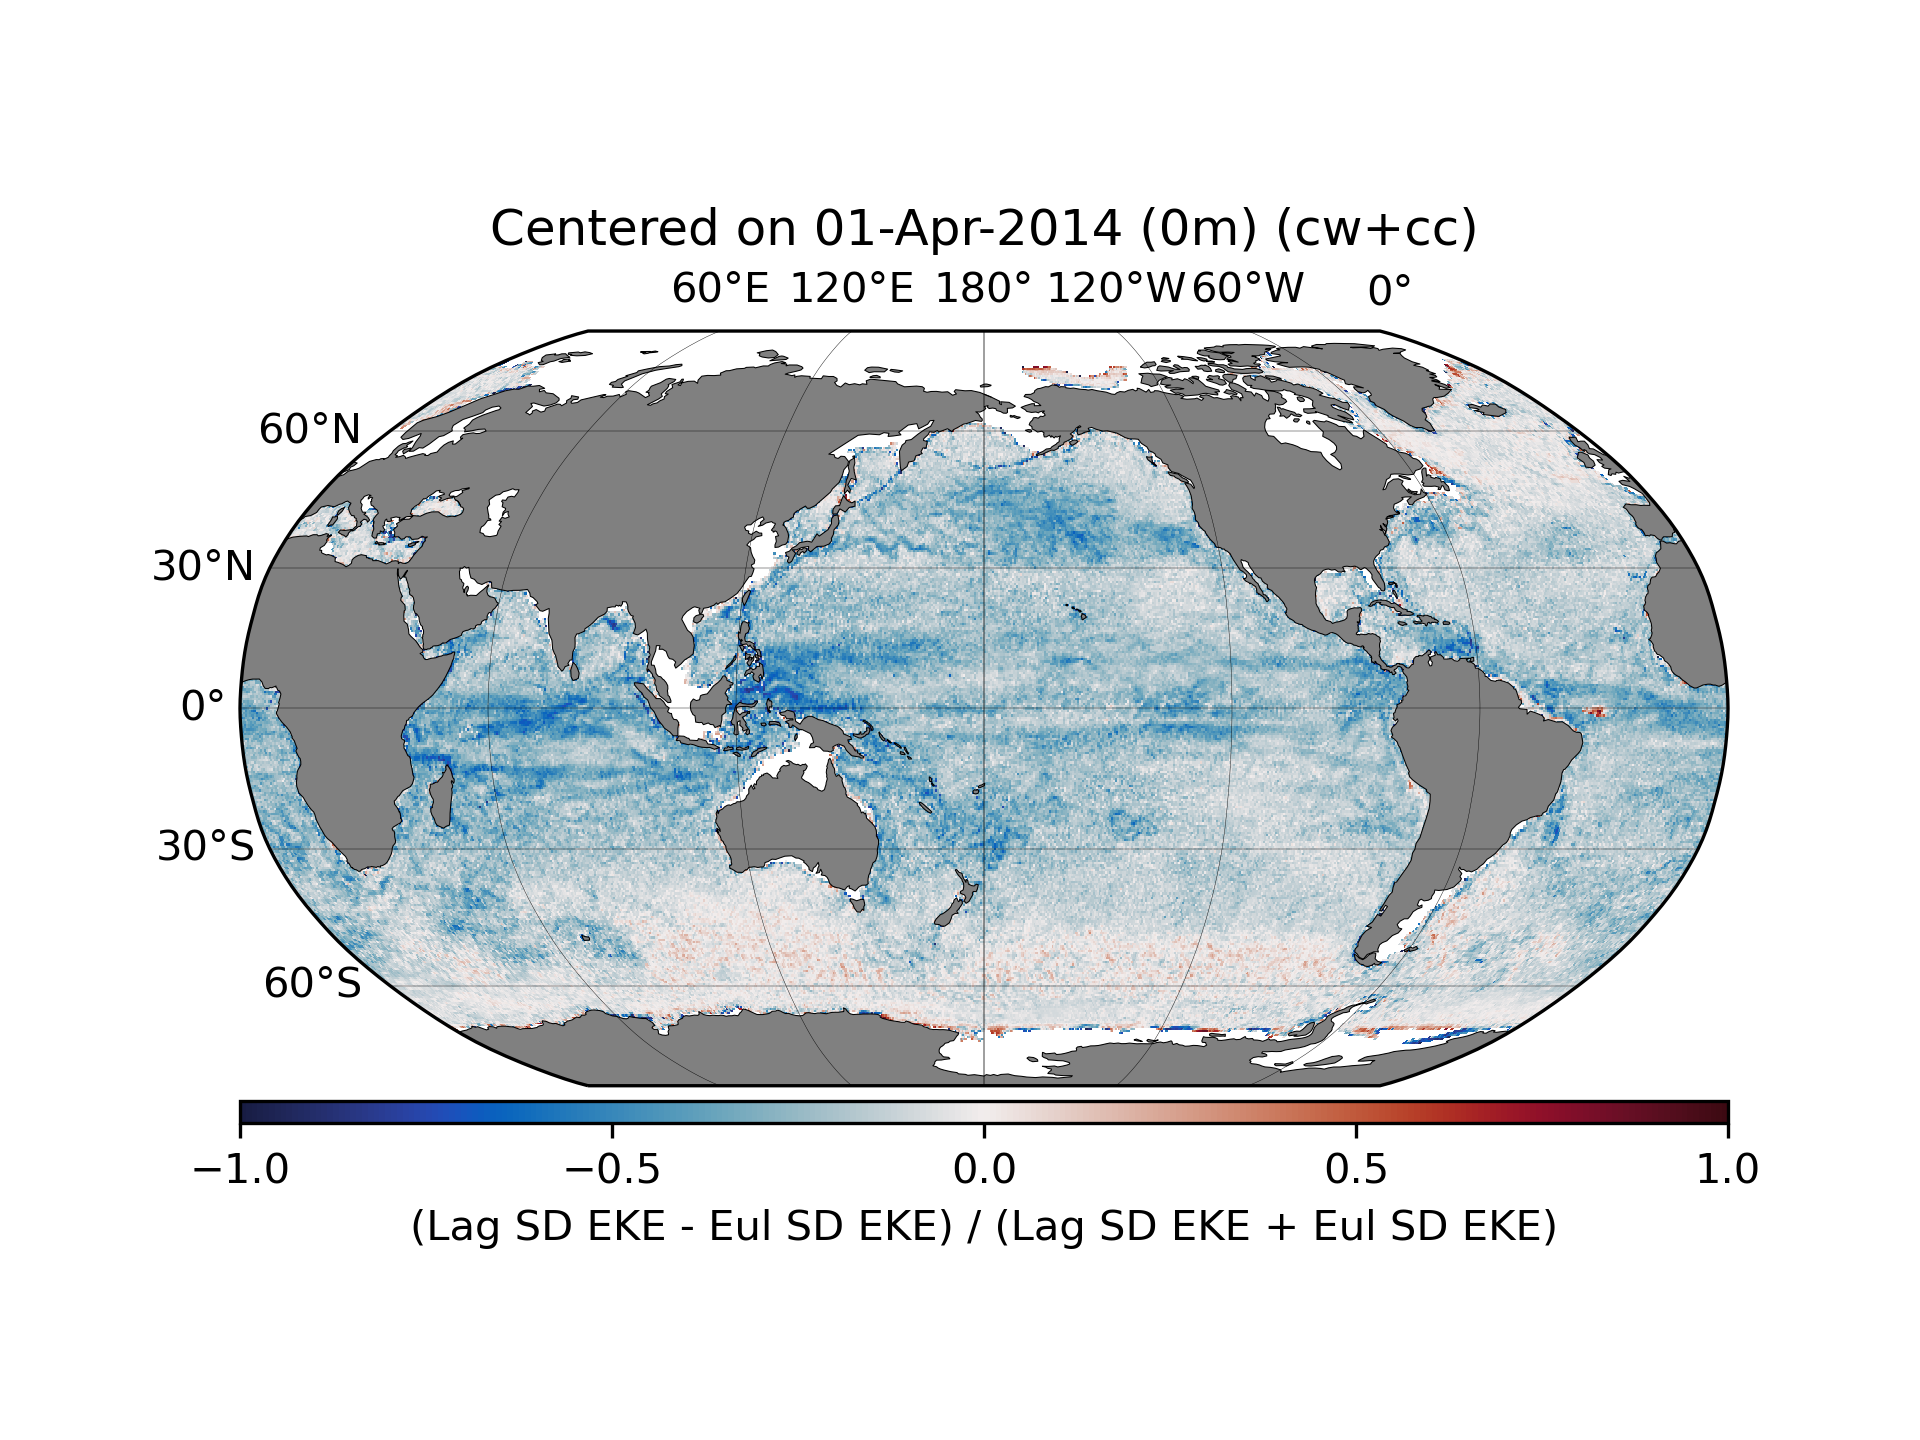 Centered on 01-Apr-2014 (0m) (cw+cc)
60°E 120°E 180° 120°W 60°W 0°
60°N
30°N
0°
30°S
60°S
−1.0 −0.5 0.0 0.5 1.0
(Lag SD EKE - Eul SD EKE) / (Lag SD EKE + Eul SD EKE)